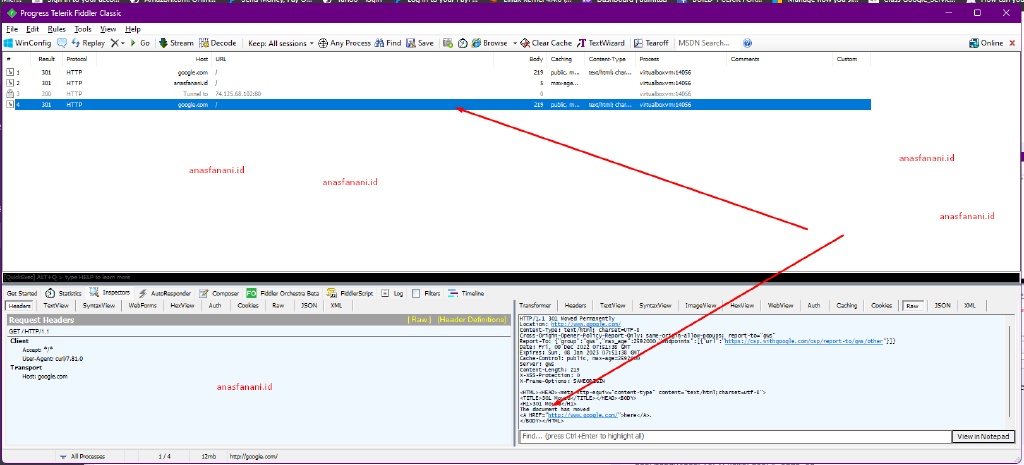 Progress Telerik Fiddler Classic
File Edit Rules Tools View Help
WinConfig Replay Go Stream Decode Keep: All sessions Any Process Find Save Browse Clear Cache TextWizard Tearoff MSDN Search... Online
# Result Protocol Host URL Body Caching Content-Type Process Comments Custom
1 301 HTTP google.com / 219 public, m... text/html; char... virtualboxvm:14056
2 301 HTTP anasfanani.id / 5 max-age... virtualboxvm:14056
3 200 HTTP Tunnel to 74.125.68.102:80 0 virtualboxvm:14056
4 301 HTTP google.com / 219 public, m... text/html; char... virtualboxvm:14056
anasfanani.id
anasfanani.id
anasfanani.id
anasfanani.id
[QuickExec] ALT+Q > type HELP to learn more
Get Started Statistics Inspectors AutoResponder Composer Fiddler Orchestra Beta FiddlerScript Log Filters Timeline
Headers TextView SyntaxView WebForms HexView Auth Cookies Raw JSON XML
Request Headers [ Raw ] [Header Definitions]
GET / HTTP/1.1
Client
Accept: */*
User-Agent: curl/7.81.0
Transport
Host: google.com
anasfanani.id
Transformer Headers TextView SyntaxView ImageView HexView WebView Auth Caching Cookies Raw JSON XML
HTTP/1.1 301 Moved Permanently
Location: http://www.google.com/
Content-Type: text/html; charset=UTF-8
Cross-Origin-Opener-Policy-Report-Only: same-origin-allow-popups; report-to="gws"
Report-To: {"group":"gws","max_age":2592000,"endpoints":[{"url":"https://csp.withgoogle.com/csp/report-to/gws/other"}]}
Date: Fri, 09 Dec 2022 07:51:38 GMT
Expires: Sun, 08 Jan 2023 07:51:38 GMT
Cache-Control: public, max-age=2592000
Server: gws
Content-Length: 219
X-XSS-Protection: 0
X-Frame-Options: SAMEORIGIN
<HTML><HEAD><meta http-equiv="content-type" content="text/html;charset=utf-8">
<TITLE>301 Moved</TITLE></HEAD><BODY>
<H1>301 Moved</H1>
The document has moved
<A HREF="http://www.google.com/">here</A>.
</BODY></HTML>
Find... (press Ctrl+Enter to highlight all) View in Notepad
All Processes 1 / 4 12mb http://google.com/